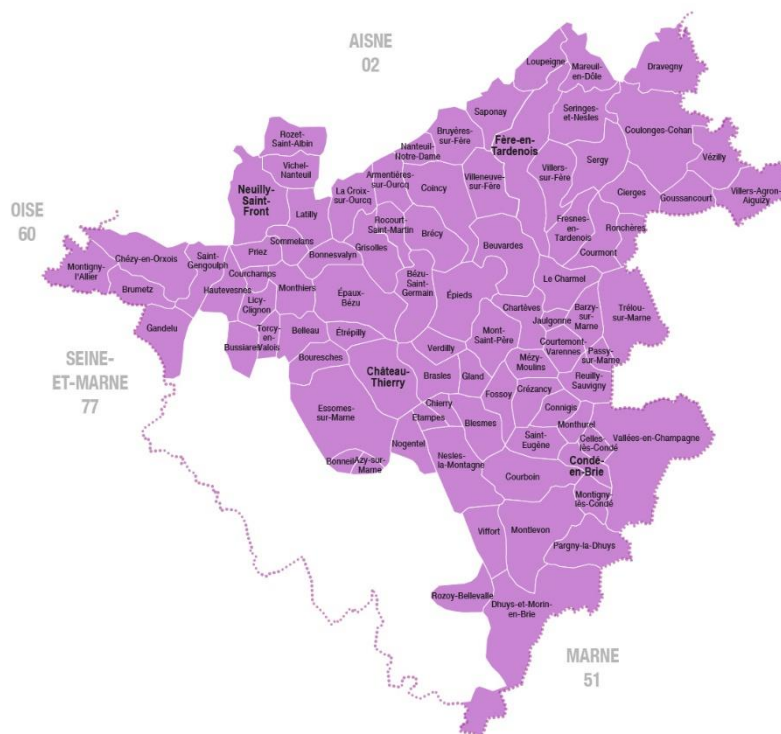 AISNE
02
Loupeigne
Mareuil-
en-Dôle
Dravegny
Saponay
Seringes-
et-Nesles
Rozet-
Saint-Albin
Bruyères-
sur-Fère
Fère-en-
Tardenois
Coulonges-Cohan
Nanteuil-
Notre-Dame
Vézilly
Vichel-
Nanteuil
Armentières-
sur-Ourcq
Villeneuve-
sur-Fère
Villers-
sur-Fère
Sergy
Neuilly-
Saint-
Front
La Croix-
sur-Ourcq
Coincy
Cierges
Goussancourt
Villers-Agron-
Aiguizy
OISE
60
Latilly
Rocourt-
Saint-Martin
Brécy
Fresnes-
en-
Tardenois
Ronchères
Sommelans
Grisolles
Beuvardes
Courmont
Montigny-
l'Allier
Chézy-en-Orxois
Saint-
Gengoulph
Priez
Bonnesvalyn
Courchamps
Bézu-
Saint-
Germain
Le Charmel
Brumetz
Hautevesnes
Licy-
Clignon
Monthiers
Épaux-
Bézu
Épieds
Chartèves
Barzy-
sur-
Marne
Trélou-
sur-Marne
Jaulgonne
Gandelu
Bussiares
Torcy-
en-
Valois
Belleau
Étrépilly
Mont-
Saint-Père
Courtemont-
Varennes
SEINE-
ET-MARNE
77
Bouresches
Verdilly
Mézy-
Moulins
Passy-
sur-Marne
Château-
Thierry
Brasles
Gland
Fossoy
Crézancy
Reuilly-
Sauvigny
Essomes-
sur-Marne
Chierry
Connigis
Etampes
Blesmes
Monthurel
Nogentel
Saint-
Eugène
Celles-
lès-Condé
Vallées-en-Champagne
Bonneil
Azy-sur-
Marne
Nesles-
la-Montagne
Courboin
Condé-
en-Brie
Montigny-
lès-Condé
Viffort
Montlevon
Pargny-la-Dhuys
Rozoy-Bellevalle
Dhuys-et-Morin-
en-Brie
MARNE
51